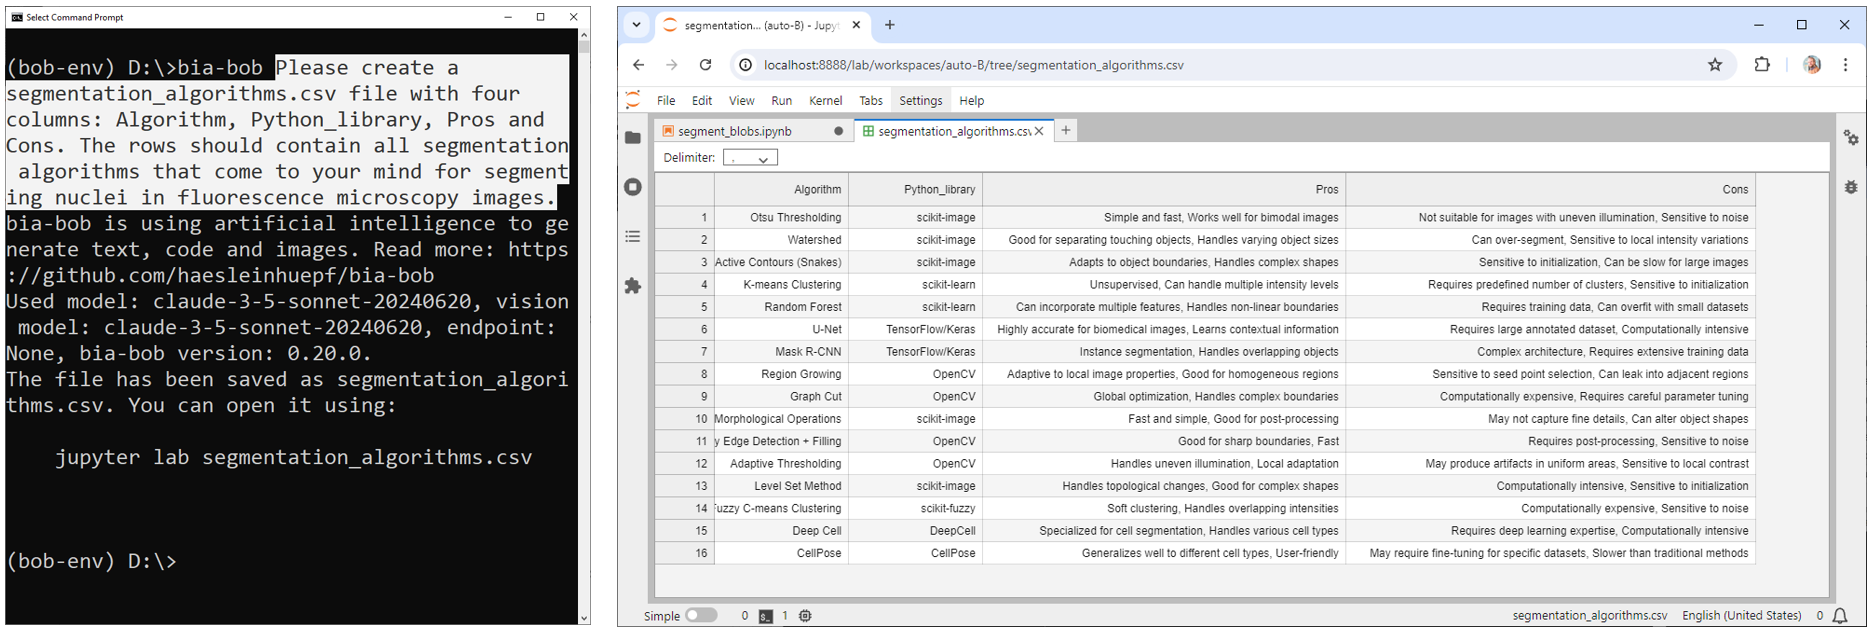 Select Command Prompt
(bob-env) D:\>bia-bob Please create a
segmentation_algorithms.csv file with four
columns: Algorithm, Python_library, Pros and
Cons. The rows should contain all segmentation
algorithms that come to your mind for segment
ing nuclei in fluorescence microscopy images.
bia-bob is using artificial intelligence to ge
nerate text, code and images. Read more: https
://github.com/haesleinhuepf/bia-bob
Used model: claude-3-5-sonnet-20240620, vision
model: claude-3-5-sonnet-20240620, endpoint:
None, bia-bob version: 0.20.0.
The file has been saved as segmentation_algori
thms.csv. You can open it using:
jupyter lab segmentation_algorithms.csv
(bob-env) D:\>
segmentation... (auto-B) - Jupyt
localhost:8888/lab/workspaces/auto-B/tree/segmentation_algorithms.csv
File Edit View Run Kernel Tabs Settings Help
segment_blobs.ipynb segmentation_algorithms.csv
Delimiter: ,
Algorithm Python_library Pros Cons
1 Otsu Thresholding scikit-image Simple and fast, Works well for bimodal images Not suitable for images with uneven illumination, Sensitive to noise
2 Watershed scikit-image Good for separating touching objects, Handles varying object sizes Can over-segment, Sensitive to local intensity variations
3 Active Contours (Snakes) scikit-image Adapts to object boundaries, Handles complex shapes Sensitive to initialization, Can be slow for large images
4 K-means Clustering scikit-learn Unsupervised, Can handle multiple intensity levels Requires predefined number of clusters, Sensitive to initialization
5 Random Forest scikit-learn Can incorporate multiple features, Handles non-linear boundaries Requires training data, Can overfit with small datasets
6 U-Net TensorFlow/Keras Highly accurate for biomedical images, Learns contextual information Requires large annotated dataset, Computationally intensive
7 Mask R-CNN TensorFlow/Keras Instance segmentation, Handles overlapping objects Complex architecture, Requires extensive training data
8 Region Growing OpenCV Adaptive to local image properties, Good for homogeneous regions Sensitive to seed point selection, Can leak into adjacent regions
9 Graph Cut OpenCV Global optimization, Handles complex boundaries Computationally expensive, Requires careful parameter tuning
10 Morphological Operations scikit-image Fast and simple, Good for post-processing May not capture fine details, Can alter object shapes
11 y Edge Detection + Filling OpenCV Good for sharp boundaries, Fast Requires post-processing, Sensitive to noise
12 Adaptive Thresholding OpenCV Handles uneven illumination, Local adaptation May produce artifacts in uniform areas, Sensitive to local contrast
13 Level Set Method scikit-image Handles topological changes, Good for complex shapes Computationally intensive, Sensitive to initialization
14 Fuzzy C-means Clustering scikit-fuzzy Soft clustering, Handles overlapping intensities Computationally expensive, Sensitive to noise
15 Deep Cell DeepCell Specialized for cell segmentation, Handles various cell types Requires deep learning expertise, Computationally intensive
16 CellPose CellPose Generalizes well to different cell types, User-friendly May require fine-tuning for specific datasets, Slower than traditional methods
Simple 0 1 segmentation_algorithms.csv English (United States) 0